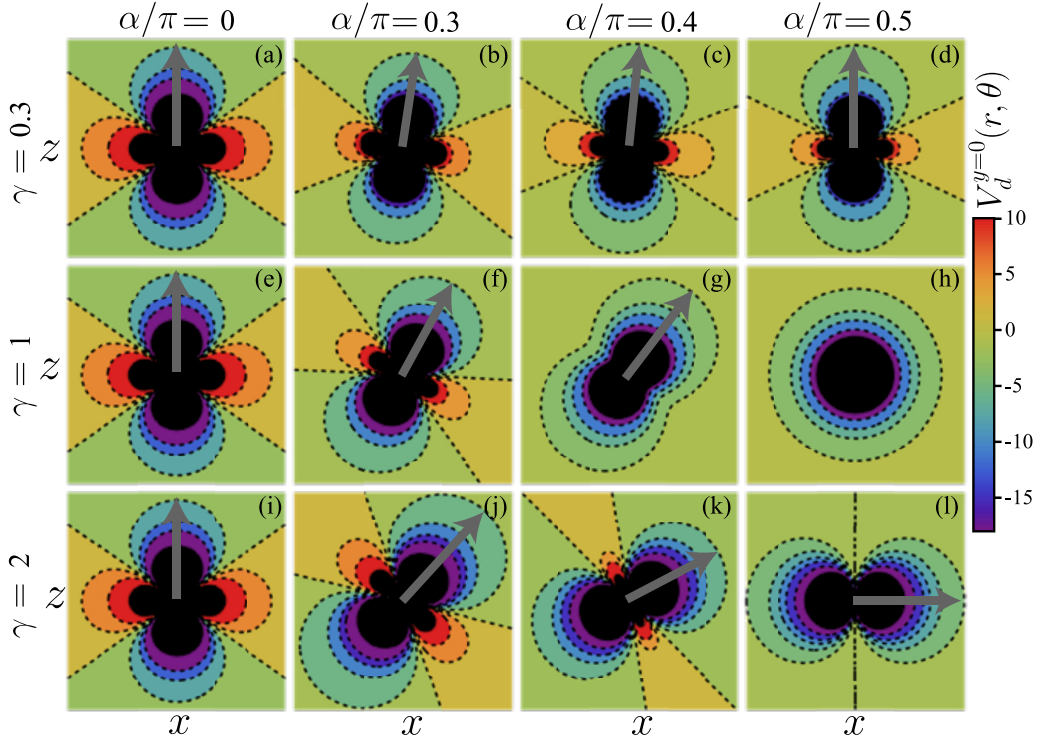 α/π = 0
α/π = 0.3
α/π = 0.4
α/π = 0.5
γ = 0.3
z
(a)
(b)
(c)
(d)
V_d^{y=0}(r, θ)
10
5
0
-5
-10
-15
γ = 1
z
(e)
(f)
(g)
(h)
γ = 2
z
(i)
(j)
(k)
(l)
x
x
x
x